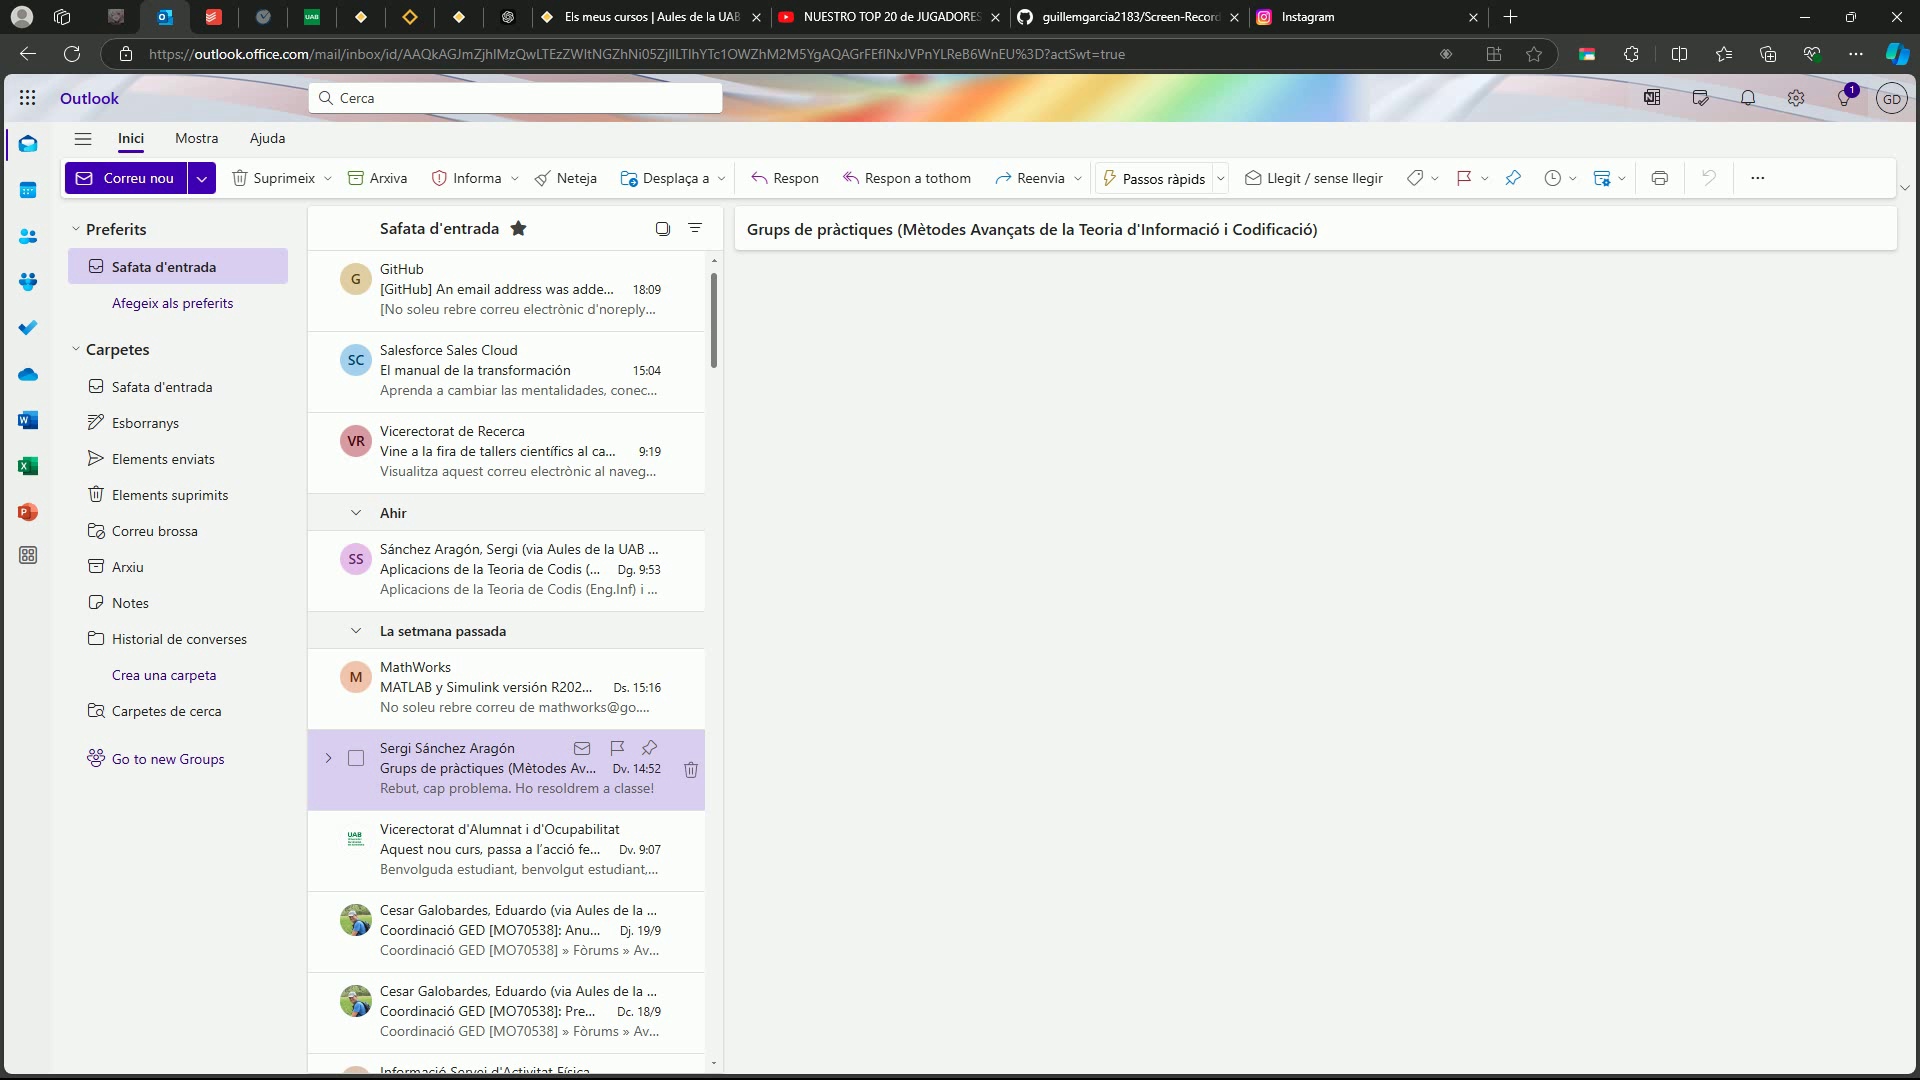 Els meus cursos | Aules de la UAB
NUESTRO TOP 20 de JUGADORES
guillemgarcia2183/Screen-Record
Instagram
https://outlook.office.com/mail/inbox/id/AAQkAGJmZjhlMzQwLTEzZWItNGZhNi05ZjllLTlhYTc1OWZhM2M5YgAQAGrFEflNxJVPnYLReB6WnEU%3D?actSwt=true
Outlook
Cerca
1
GD
Inici
Mostra
Ajuda
Correu nou
Suprimeix
Arxiva
Informa
Neteja
Desplaça a
Respon
Respon a tothom
Reenvia
Passos ràpids
Llegit / sense llegir
Preferits
Safata d'entrada
Afegeix als preferits
Carpetes
Safata d'entrada
Esborranys
Elements enviats
Elements suprimits
Correu brossa
Arxiu
Notes
Historial de converses
Crea una carpeta
Carpetes de cerca
Go to new Groups
Safata d'entrada
G
GitHub
[GitHub] An email address was adde... 18:09
[No soleu rebre correu electrònic d'noreply...
SC
Salesforce Sales Cloud
El manual de la transformación 15:04
Aprenda a cambiar las mentalidades, conec...
VR
Vicerectorat de Recerca
Vine a la fira de tallers científics al ca... 9:19
Visualitza aquest correu electrònic al naveg...
Ahir
SS
Sánchez Aragón, Sergi (via Aules de la UAB ...
Aplicacions de la Teoria de Codis (... Dg. 9:53
Aplicacions de la Teoria de Codis (Eng.Inf) i ...
La setmana passada
M
MathWorks
MATLAB y Simulink versión R202... Ds. 15:16
No soleu rebre correu de mathworks@go....
Sergi Sánchez Aragón
Grups de pràctiques (Mètodes Av... Dv. 14:52
Rebut, cap problema. Ho resoldrem a classe!
UAB
Vicerectorat d'Alumnat i d'Ocupabilitat
Aquest nou curs, passa a l'acció fe... Dv. 9:07
Benvolguda estudiant, benvolgut estudiant,...
Cesar Galobardes, Eduardo (via Aules de la ...
Coordinació GED [MO70538]: Anu... Dj. 19/9
Coordinació GED [MO70538] » Fòrums » Av...
Cesar Galobardes, Eduardo (via Aules de la ...
Coordinació GED [MO70538]: Pre... Dc. 18/9
Coordinació GED [MO70538] » Fòrums » Av...
Informació Servei d'Activitat Física
Grups de pràctiques (Mètodes Avançats de la Teoria d'Informació i Codificació)